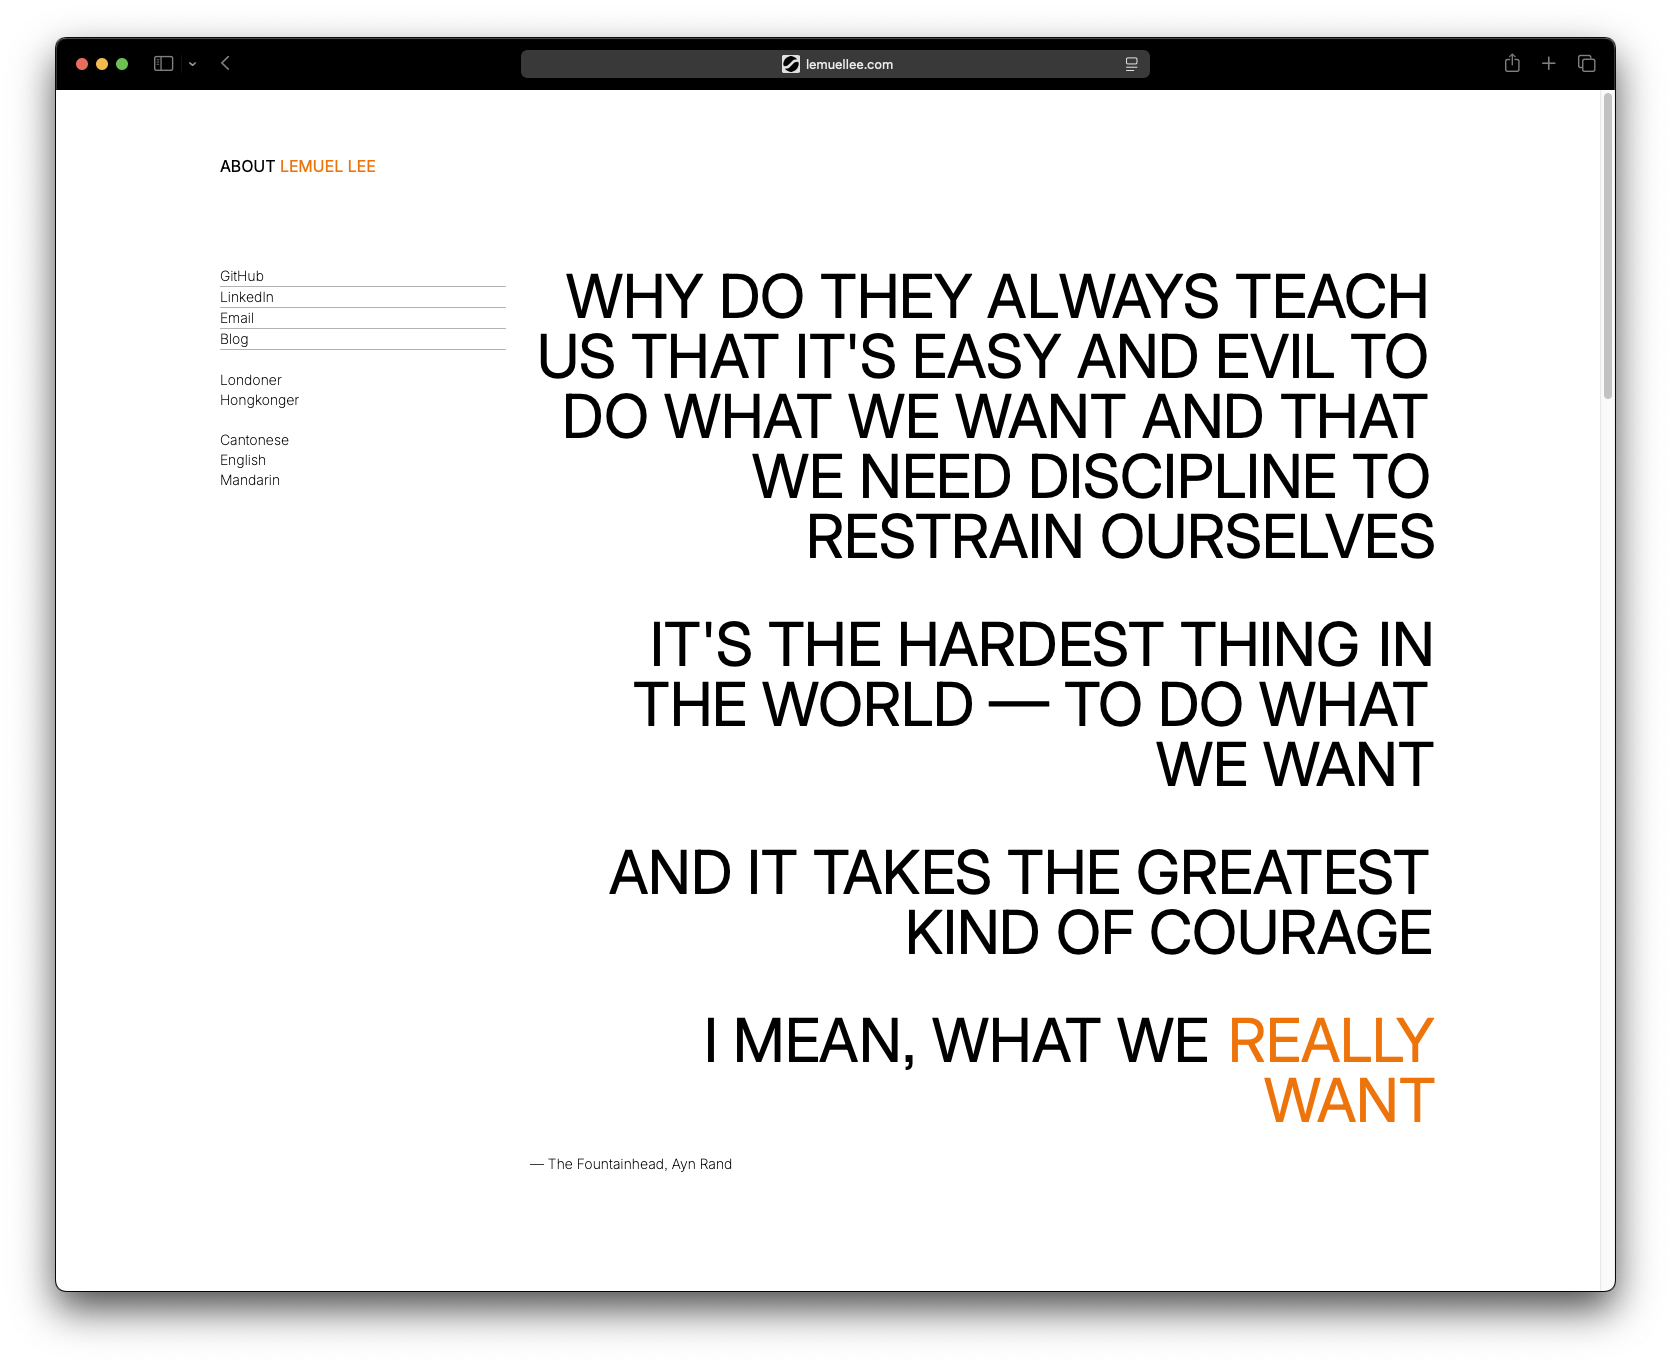 lemuellee.com
ABOUT LEMUEL LEE
GitHub
LinkedIn
Email
Blog
Londoner
Hongkonger
Cantonese
English
Mandarin
WHY DO THEY ALWAYS TEACH
US THAT IT'S EASY AND EVIL TO
DO WHAT WE WANT AND THAT
WE NEED DISCIPLINE TO
RESTRAIN OURSELVES
IT'S THE HARDEST THING IN
THE WORLD — TO DO WHAT
WE WANT
AND IT TAKES THE GREATEST
KIND OF COURAGE
I MEAN, WHAT WE REALLY
WANT
— The Fountainhead, Ayn Rand